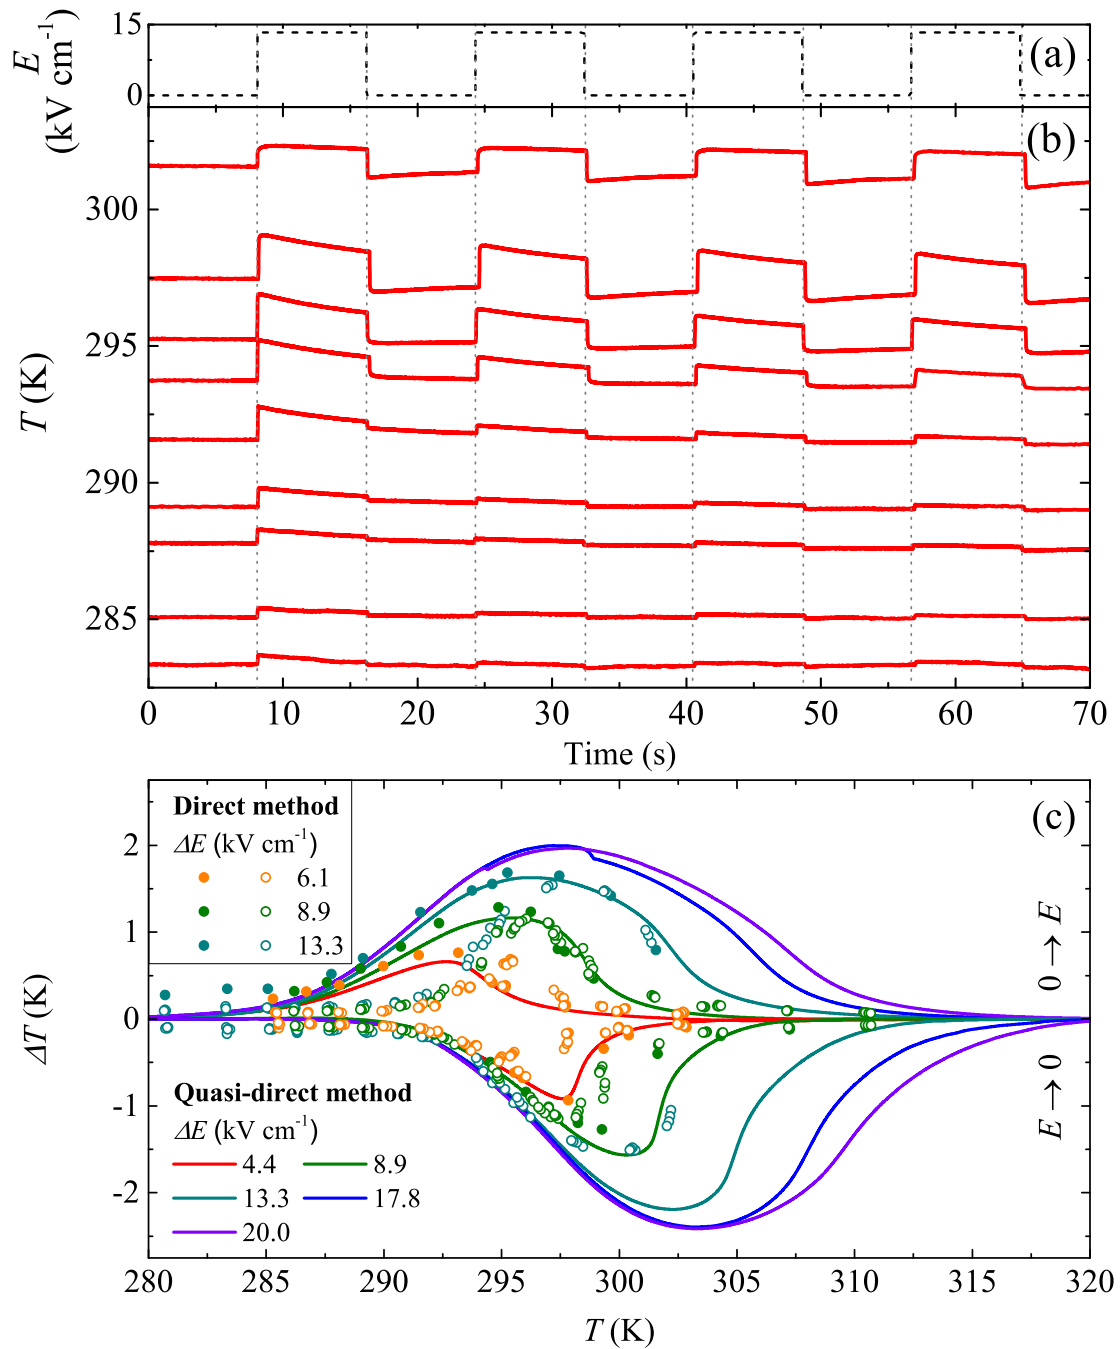 15
0
E
(kV cm⁻¹)
(a)
(b)
300
295
290
285
T (K)
0 10 20 30 40 50 60 70
Time (s)
(c)
Direct method
ΔE (kV cm⁻¹)
6.1
8.9
13.3
2
1
0
-1
-2
ΔT (K)
0→E
E→0
Quasi-direct method
ΔE (kV cm⁻¹)
4.4 8.9
13.3 17.8
20.0
280 285 290 295 300 305 310 315 320
T (K)